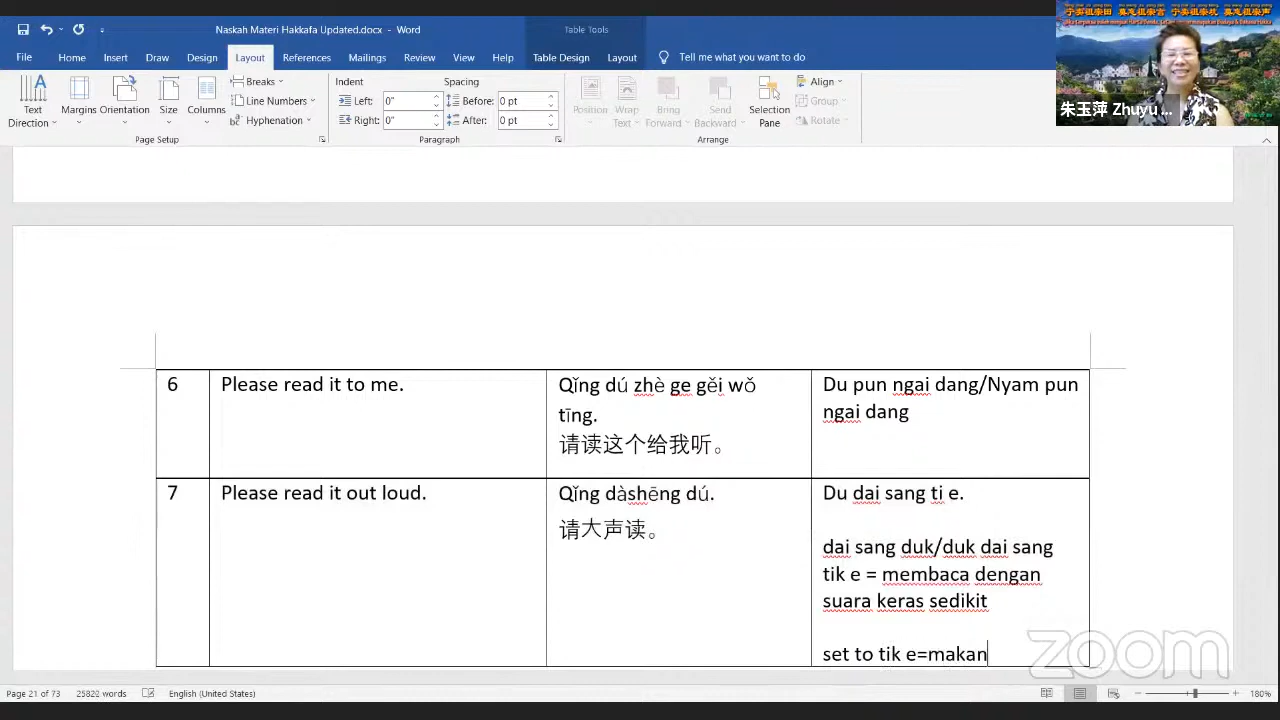 Naskah Materi Hakkafa Updated.docx - Word
Table Tools
File Home Insert Draw Design Layout References Mailings Review View Help Table Design Layout Tell me what you want to do
Text Direction
Margins
Orientation
Size
Columns
Breaks
Line Numbers
Hyphenation
Page Setup
Indent
Left: 0"
Right: 0"
Spacing
Before: 0 pt
After: 0 pt
Paragraph
Position
Wrap Text
Bring Forward
Send Backward
Selection Pane
Align
Group
Rotate
Arrange
朱玉萍 Zhuyu ...
6
Please read it to me.
Qǐng dú zhè ge gěi wǒ
tīng.
请读这个给我听。
Du pun ngai dang/Nyam pun
ngai dang
7
Please read it out loud.
Qǐng dàshēng dú.
请大声读。
Du dai sang ti e.
dai sang duk/duk dai sang
tik e = membaca dengan
suara keras sedikit
set to tik e=makan
zoom
Page 21 of 73 25822 words English (United States) 180%